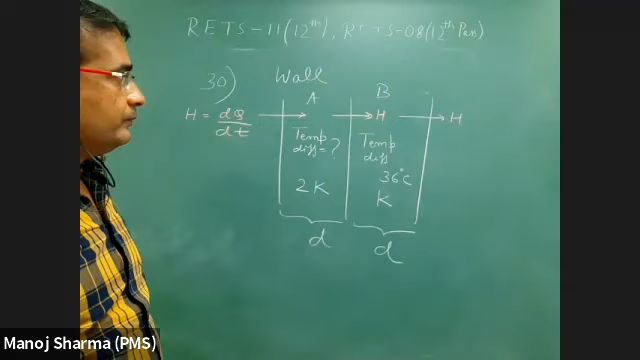 RETS-11(12th), RETS-08(12th Pen)
30) Wall
A B
H = dQ/dt H H
Temp diff = ? Temp diff
36°C
2K K
d d
Manoj Sharma (PMS)